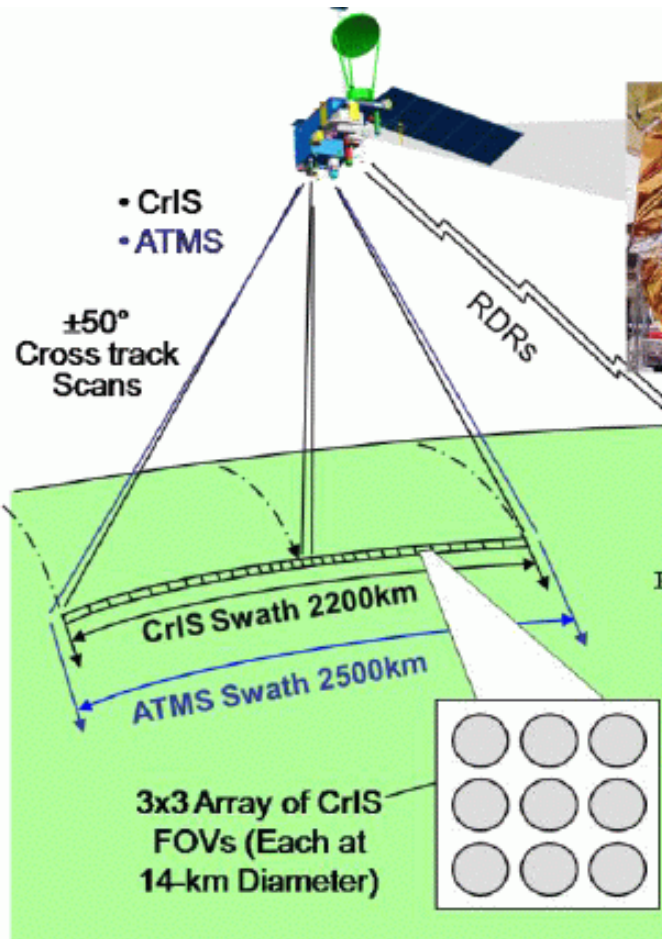 • CrIS
• ATMS
±50°
Cross track
Scans
RDRs
CrIS Swath 2200km
ATMS Swath 2500km
3x3 Array of CrIS
FOVs (Each at
14-km Diameter)